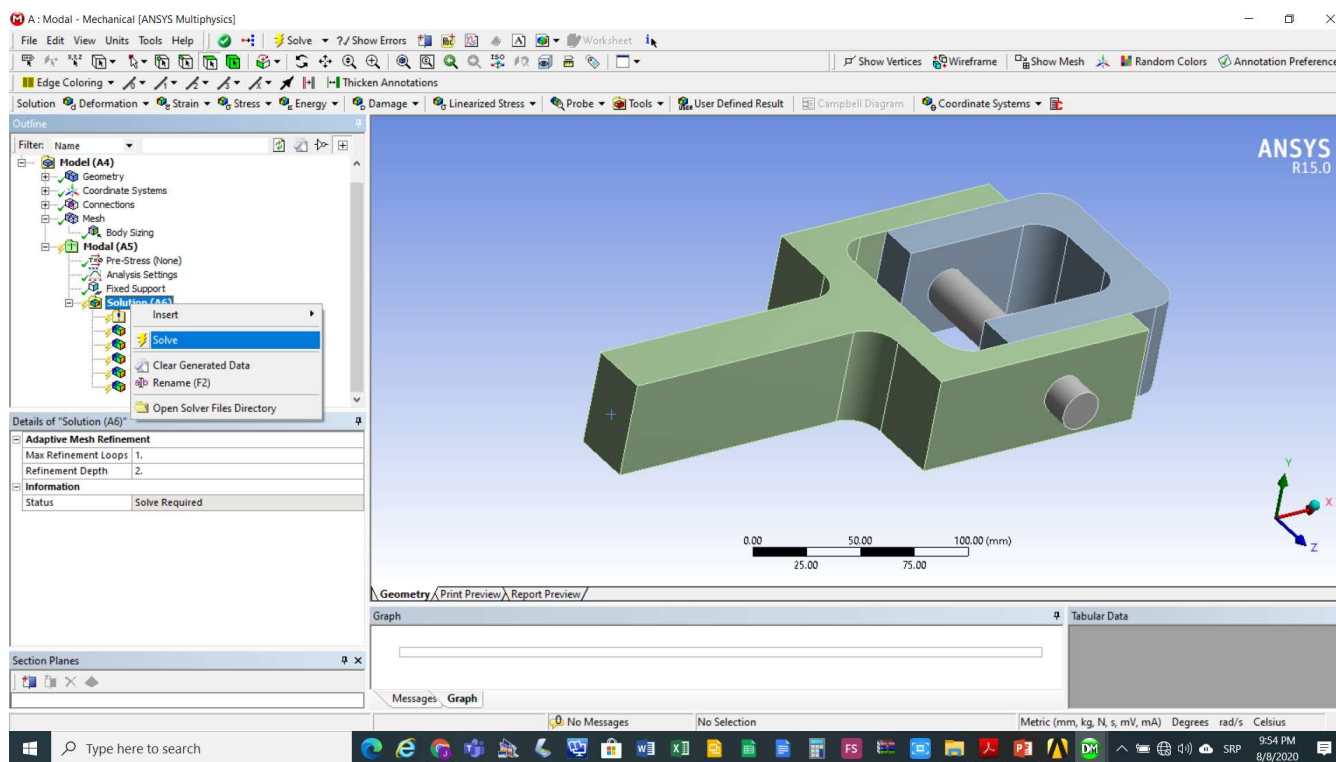 A : Modal - Mechanical [ANSYS Multiphysics]
File Edit View Units Tools Help Solve ?✓ Show Errors Worksheet
Show Vertices Wireframe Show Mesh Random Colors Annotation Preference
Edge Coloring Thicken Annotations
Solution Deformation Strain Stress Energy Damage Linearized Stress Probe Tools User Defined Result Campbell Diagram Coordinate Systems
Outline
Filter: Name
Model (A4)
Geometry
Coordinate Systems
Connections
Mesh
Body Sizing
Modal (A5)
Pre-Stress (None)
Analysis Settings
Fixed Support
Solution (A6)
Insert
Solve
Clear Generated Data
Rename (F2)
Open Solver Files Directory
Details of "Solution (A6)"
Adaptive Mesh Refinement
Max Refinement Loops 1.
Refinement Depth 2.
Information
Status Solve Required
Section Planes
ANSYS
R15.0
Y
X
Z
0.00 50.00 100.00 (mm)
25.00 75.00
Geometry Print Preview Report Preview
Graph
Tabular Data
Messages Graph
No Messages No Selection Metric (mm, kg, N, s, mV, mA) Degrees rad/s Celsius
Type here to search
FS
DM
SRP
9:54 PM
8/8/2020